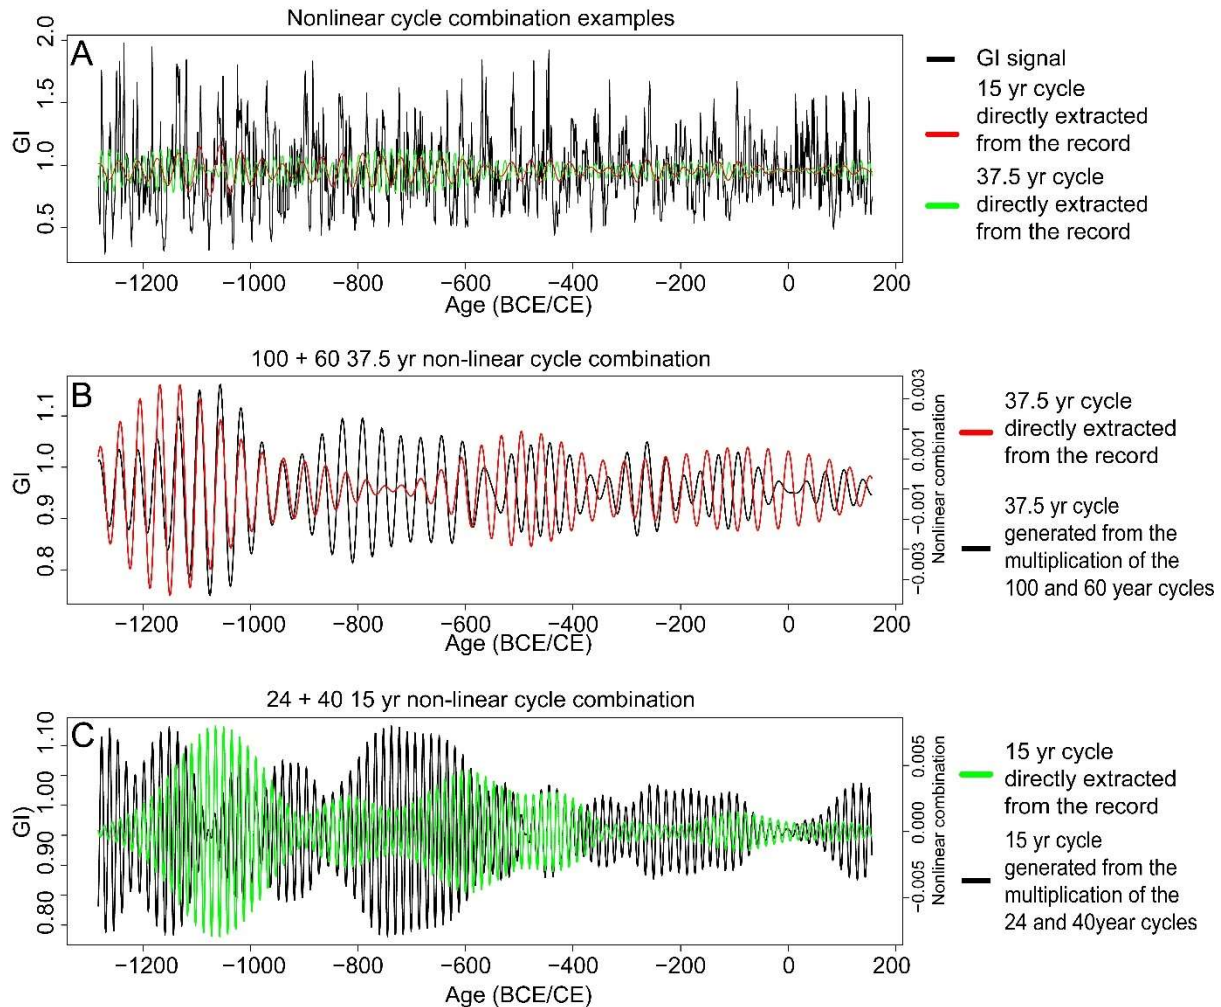 Nonlinear cycle combination examples
A
GI
2.0
1.5
1.0
0.5
−1200 −1000 −800 −600 −400 −200 0 200
Age (BCE/CE)
GI signal
15 yr cycle
directly extracted
from the record
37.5 yr cycle
directly extracted
from the record
100 + 60 37.5 yr non-linear cycle combination
B
GI
1.1
1.0
0.9
0.8
0.003
0.001
−0.001
−0.001
−0.003
Nonlinear combination
−1200 −1000 −800 −600 −400 −200 0 200
Age (BCE/CE)
37.5 yr cycle
directly extracted
from the record
37.5 yr cycle
generated from the
multiplication of the
100 and 60 year cycles
24 + 40 15 yr non-linear cycle combination
C
GI)
1.10
1.00
0.90
0.80
0.005
0.000
−0.005
Nonlinear combination
−1200 −1000 −800 −600 −400 −200 0 200
Age (BCE/CE)
15 yr cycle
directly extracted
from the record
15 yr cycle
generated from the
multiplication of the
24 and 40year cycles